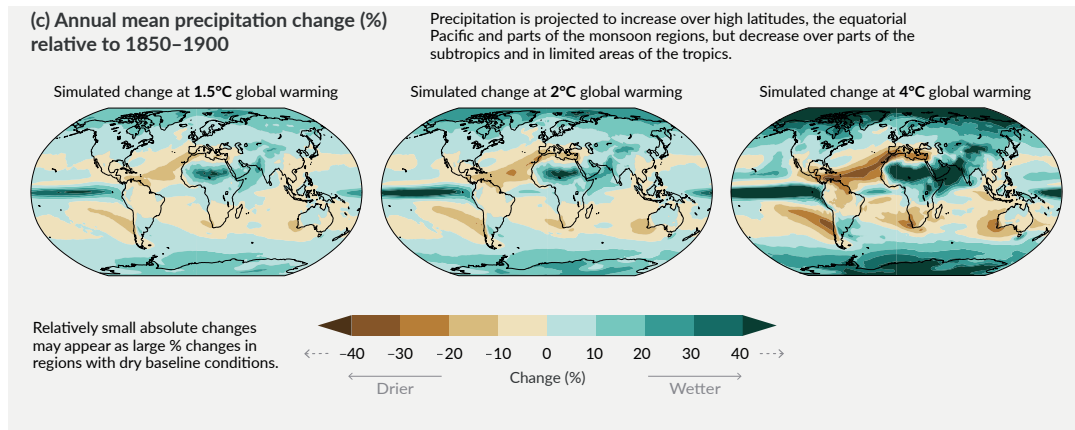 (c) Annual mean precipitation change (%)
relative to 1850–1900
Precipitation is projected to increase over high latitudes, the equatorial
Pacific and parts of the monsoon regions, but decrease over parts of the
subtropics and in limited areas of the tropics.
Simulated change at 1.5°C global warming
Simulated change at 2°C global warming
Simulated change at 4°C global warming
Relatively small absolute changes
may appear as large % changes in
regions with dry baseline conditions.
–40 –30 –20 –10 0 10 20 30 40
Change (%)
Drier
Wetter